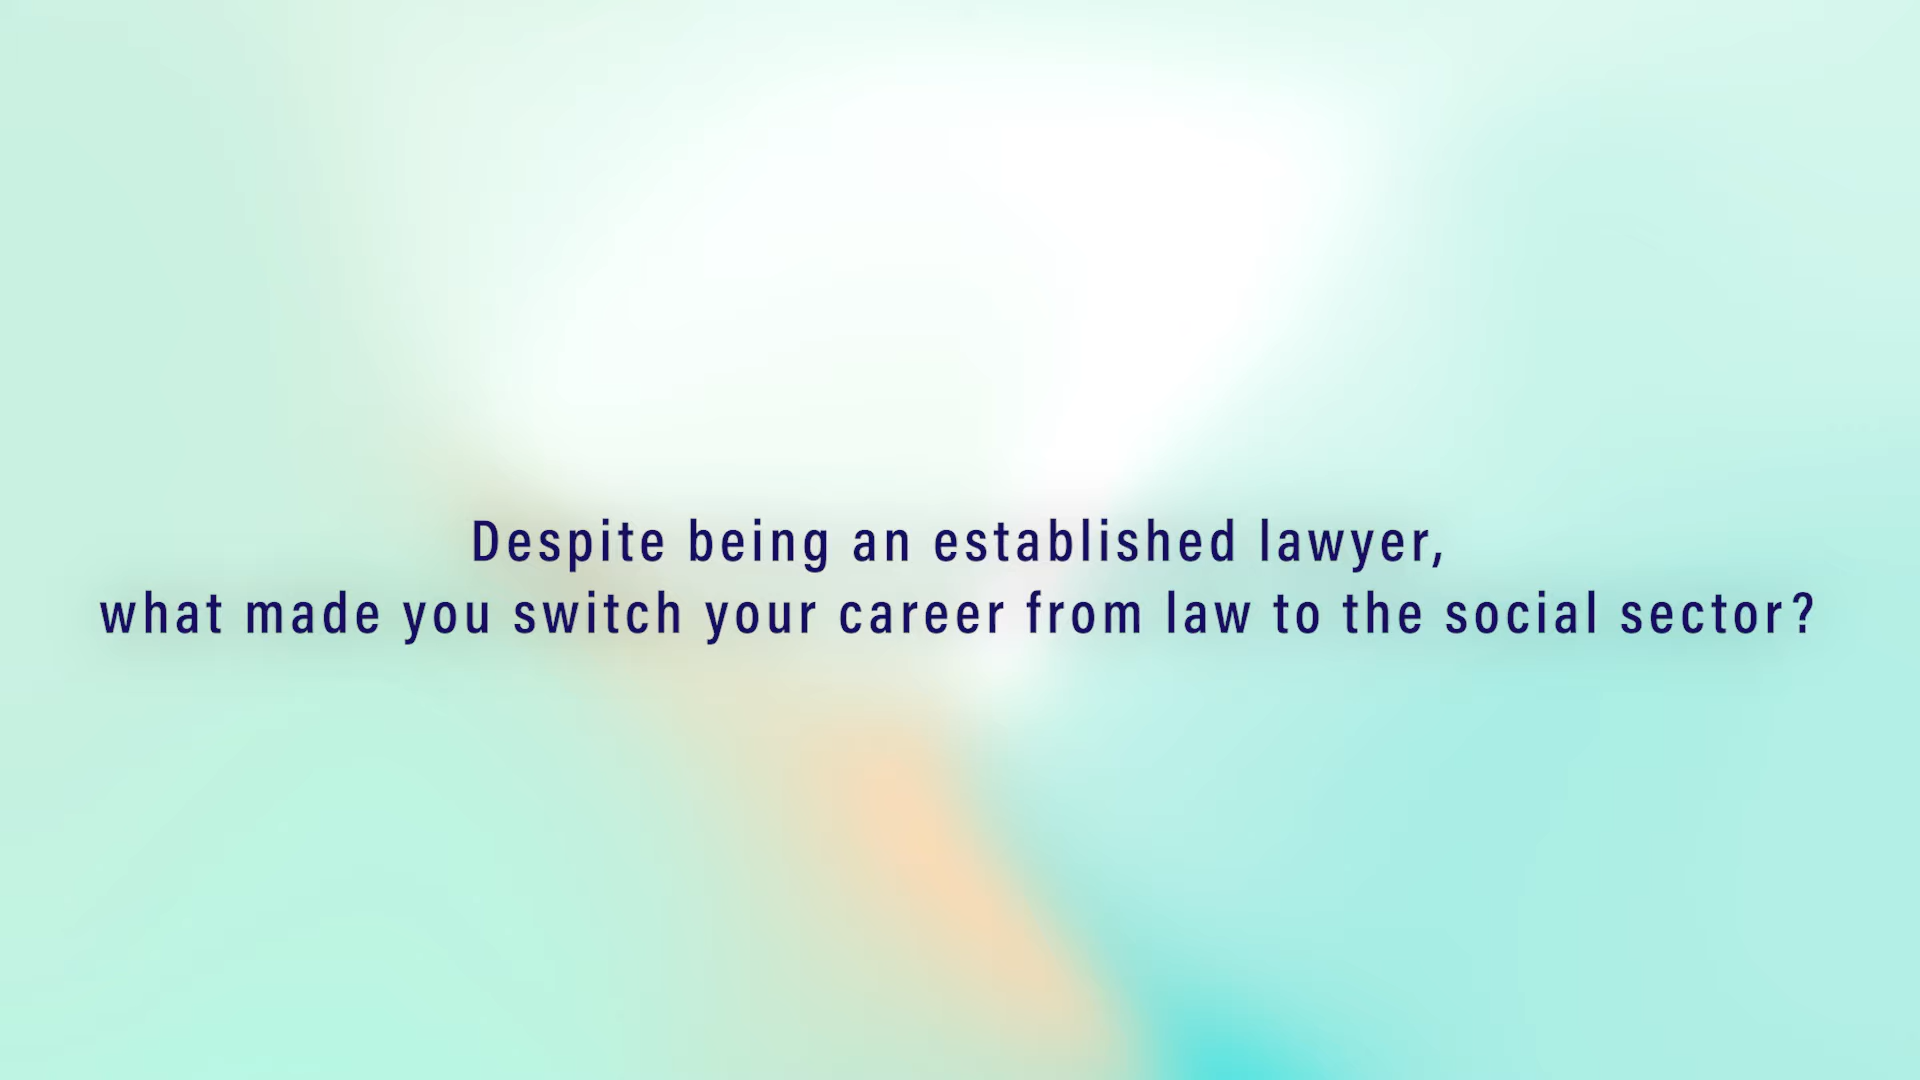 Despite being an established lawyer,
what made you switch your career from law to the social sector?